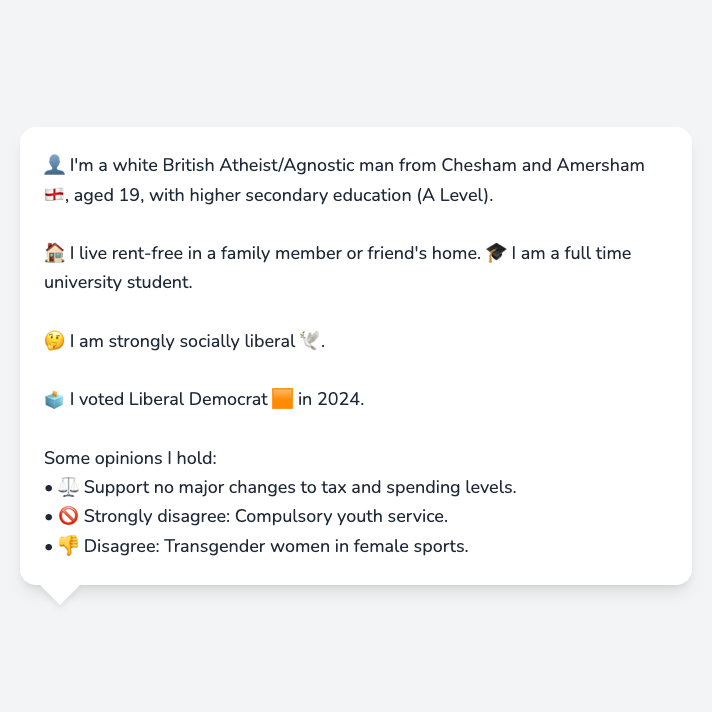 👤 I'm a white British Atheist/Agnostic man from Chesham and Amersham
🏴󠁧󠁢󠁥󠁮󠁧󠁿, aged 19, with higher secondary education (A Level).
🏠 I live rent-free in a family member or friend's home. 🎓 I am a full time
university student.
🤔 I am strongly socially liberal 🕊️.
🗳️ I voted Liberal Democrat 🟧 in 2024.
Some opinions I hold:
• ⚖️ Support no major changes to tax and spending levels.
• 🚫 Strongly disagree: Compulsory youth service.
• 👎 Disagree: Transgender women in female sports.